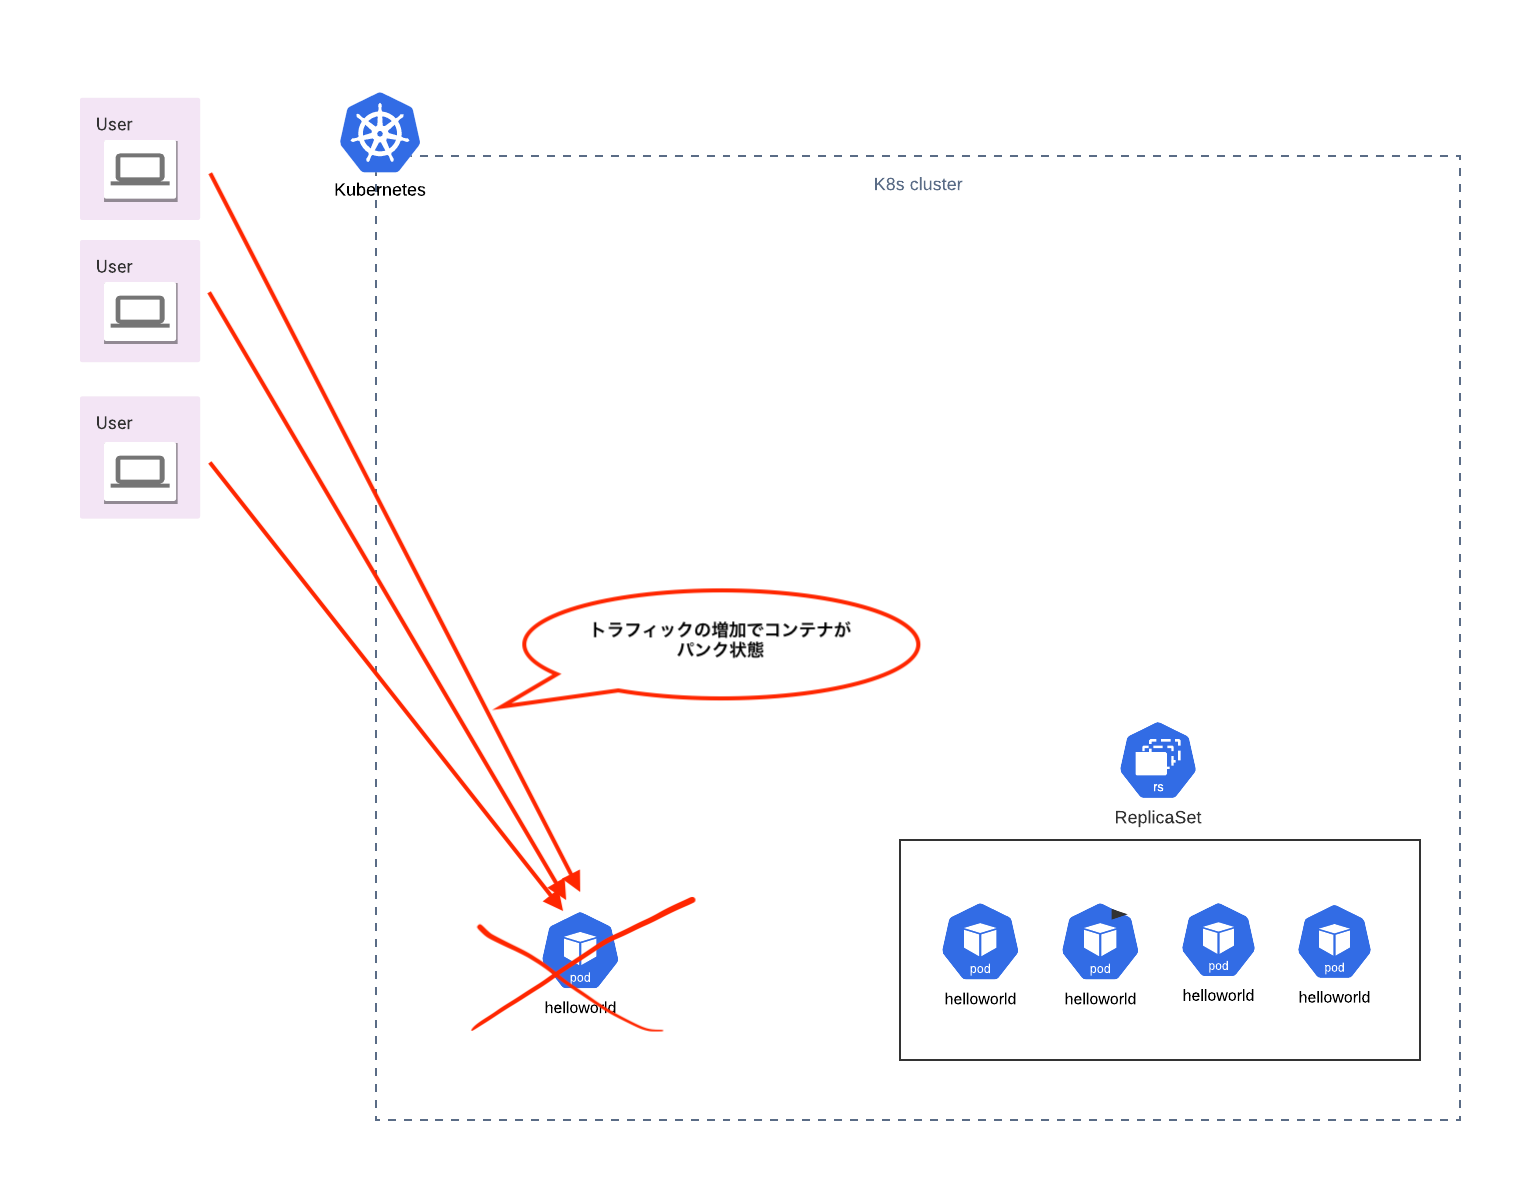 User
Kubernetes
K8s cluster
User
User
トラフィックの増加でコンテナが
パンク状態
rs
ReplicaSet
pod
helloworld
pod
helloworld
pod
helloworld
pod
helloworld
pod
helloworld